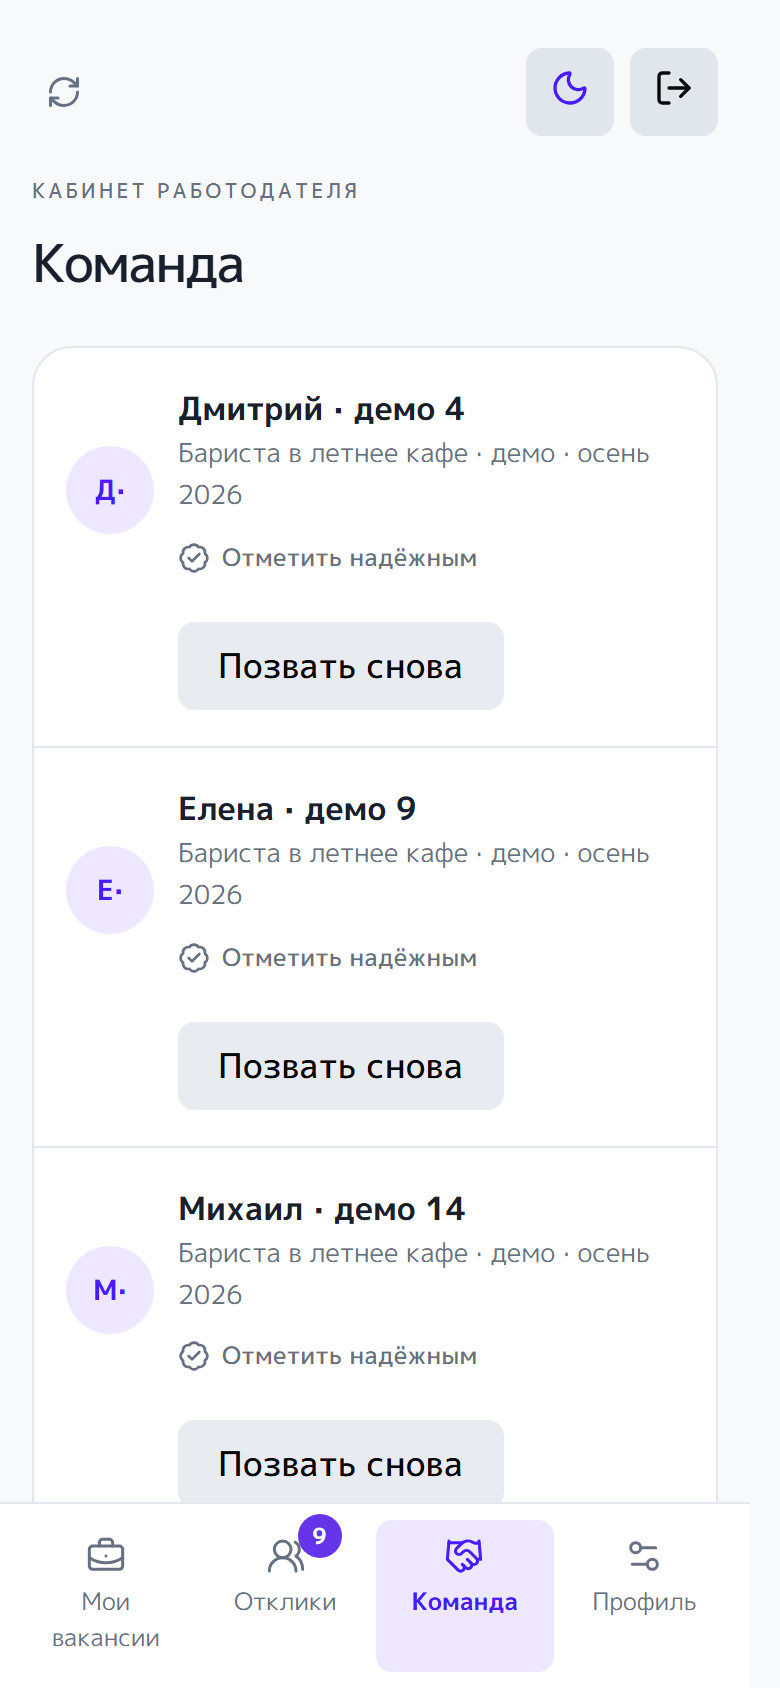 КАБИНЕТ РАБОТОДАТЕЛЯ
Команда
Д·
Дмитрий · демо 4
Бариста в летнее кафе · демо · осень
2026
Отметить надёжным
Позвать снова
Е·
Елена · демо 9
Бариста в летнее кафе · демо · осень
2026
Отметить надёжным
Позвать снова
М·
Михаил · демо 14
Бариста в летнее кафе · демо · осень
2026
Отметить надёжным
Позвать снова
Мои
вакансии
9
Отклики
Команда
Профиль